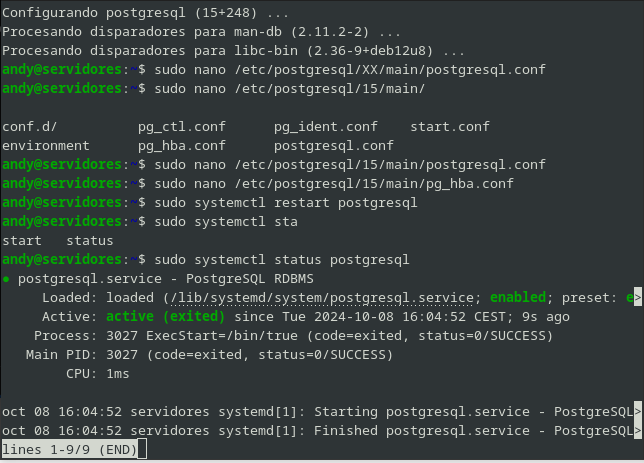 Configurando postgresql (15+248) ...
Procesando disparadores para man-db (2.11.2-2) ...
Procesando disparadores para libc-bin (2.36-9+deb12u8) ...
andy@servidores:~$ sudo nano /etc/postgresql/XX/main/postgresql.conf
andy@servidores:~$ sudo nano /etc/postgresql/15/main/
conf.d/ pg_ctl.conf pg_ident.conf start.conf
environment pg_hba.conf postgresql.conf
andy@servidores:~$ sudo nano /etc/postgresql/15/main/postgresql.conf
andy@servidores:~$ sudo nano /etc/postgresql/15/main/pg_hba.conf
andy@servidores:~$ sudo systemctl restart postgresql
andy@servidores:~$ sudo systemctl sta
start status
andy@servidores:~$ sudo systemctl status postgresql
● postgresql.service - PostgreSQL RDBMS
Loaded: loaded (/lib/systemd/system/postgresql.service; enabled; preset: e>
Active: active (exited) since Tue 2024-10-08 16:04:52 CEST; 9s ago
Process: 3027 ExecStart=/bin/true (code=exited, status=0/SUCCESS)
Main PID: 3027 (code=exited, status=0/SUCCESS)
CPU: 1ms
oct 08 16:04:52 servidores systemd[1]: Starting postgresql.service - PostgreSQL>
oct 08 16:04:52 servidores systemd[1]: Finished postgresql.service - PostgreSQL>
lines 1-9/9 (END)